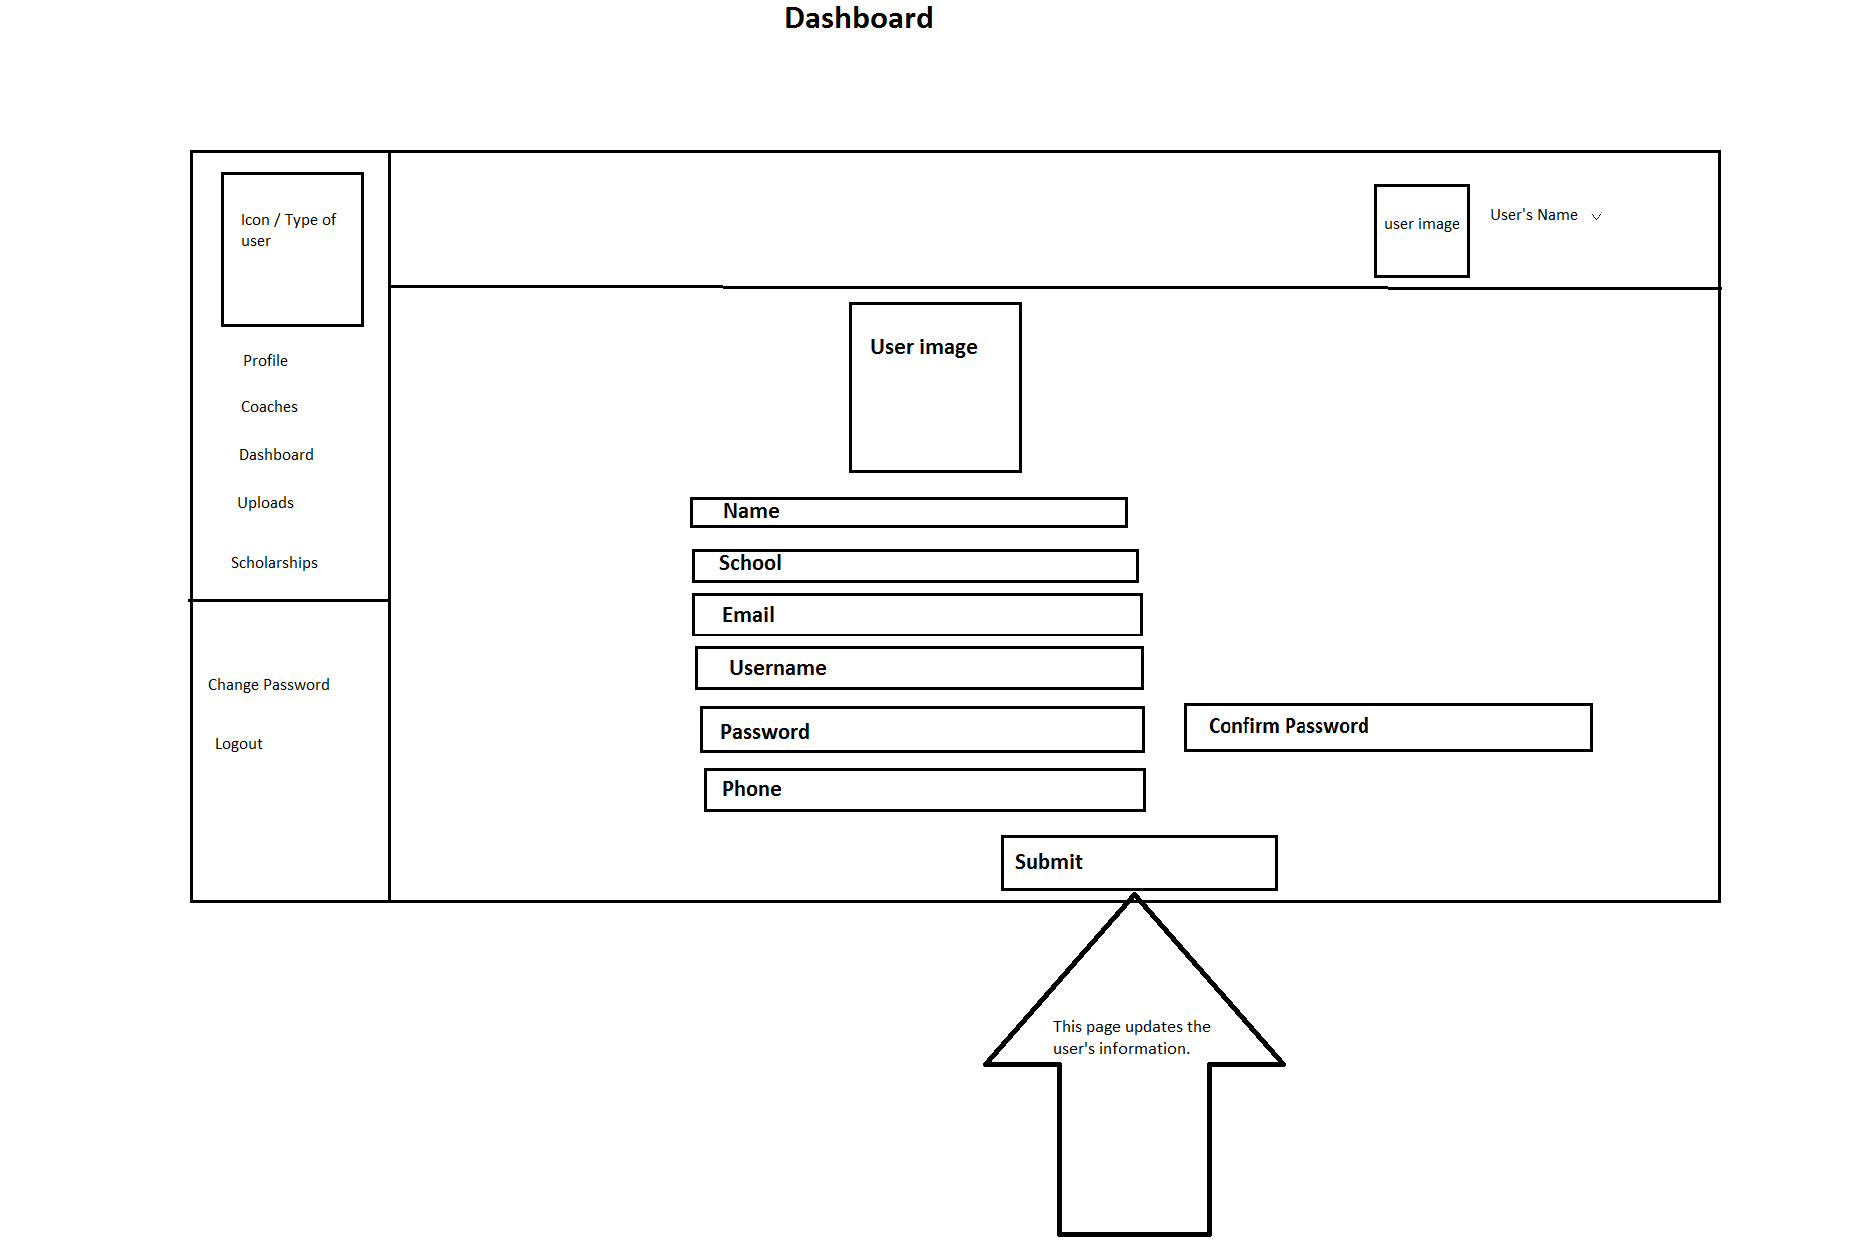 Dashboard
Icon / Type of
user
user image
User's Name
Profile
Coaches
Dashboard
Uploads
Scholarships
Change Password
Logout
User image
Name
School
Email
Username
Password
Confirm Password
Phone
Submit
This page updates the
user's information.